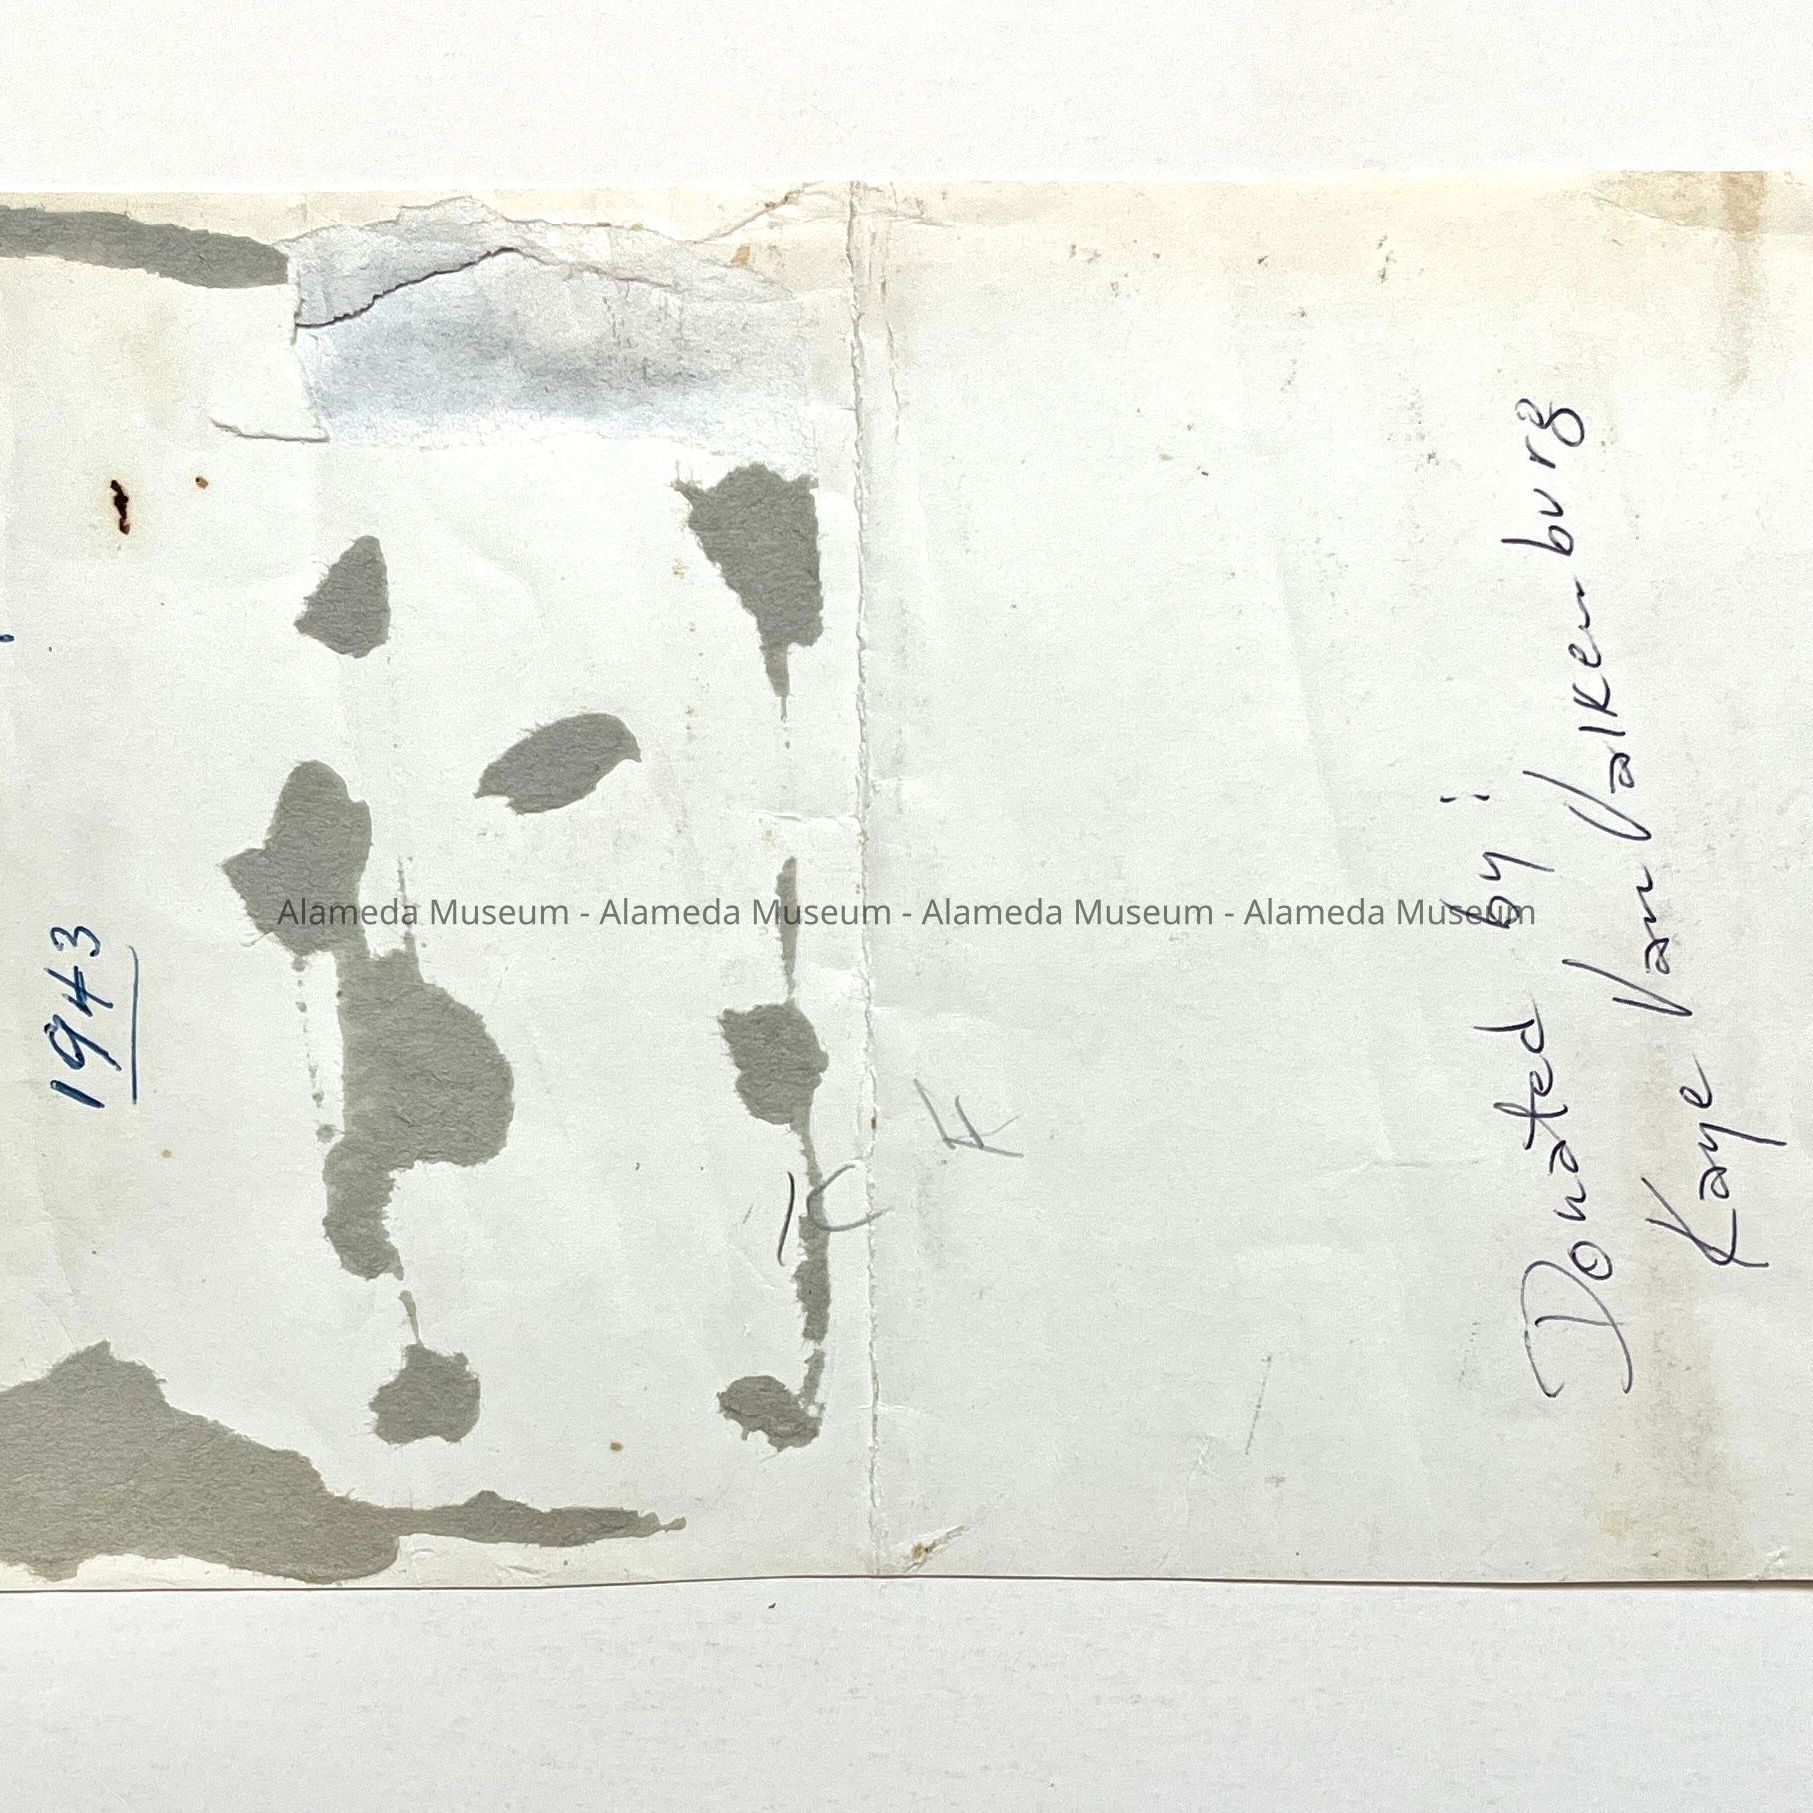 1943
Alameda Museum - Alameda Museum - Alameda Museum - Alameda Museum
Donated by:
Kaye Van Valkenburg